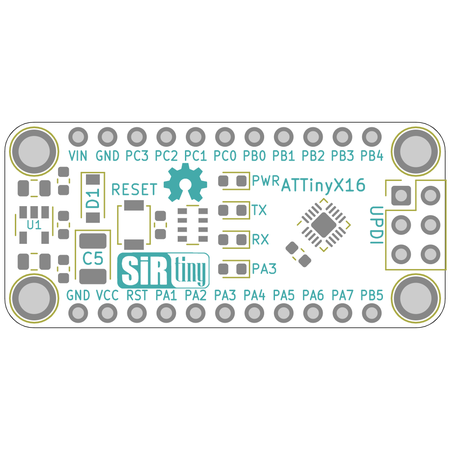 VIN GND PC3 PC2 PC1 PC0 PB0 PB1 PB2 PB3 PB4
PWR ATTinyX16
D1 RESET
TX
UPDI
U1
RX
C5
SiR tiny
PA3
GND VCC RST PA1 PA2 PA3 PA4 PA5 PA6 PA7 PB5